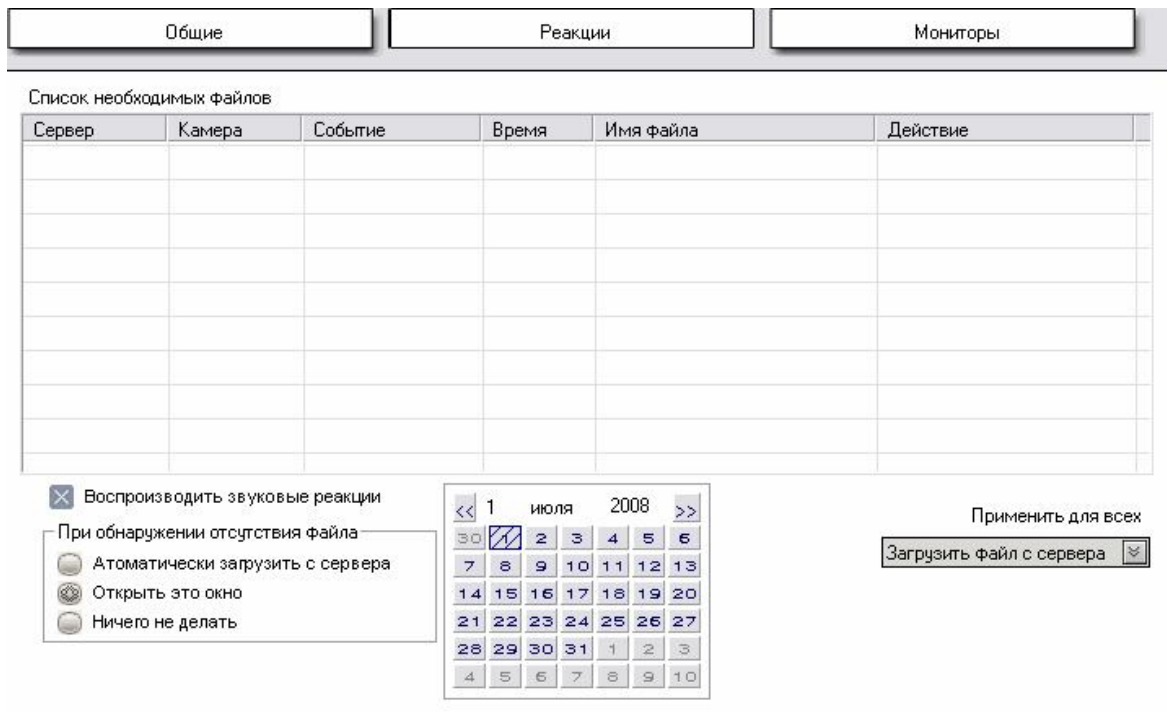 Общие Реакции Мониторы
Список необходимых файлов
Сервер Камера Событие Время Имя файла Действие
Воспроизводить звуковые реакции
При обнаружении отсутствия файла
Атоматически загрузить с сервера
Открыть это окно
Ничего не делать
<< 1 июля 2008 >>
30 1 2 3 4 5 6
7 8 9 10 11 12 13
14 15 16 17 18 19 20
21 22 23 24 25 26 27
28 29 30 31 1 2 3
4 5 6 7 8 9 10
Применить для всех
Загрузить файл с сервера